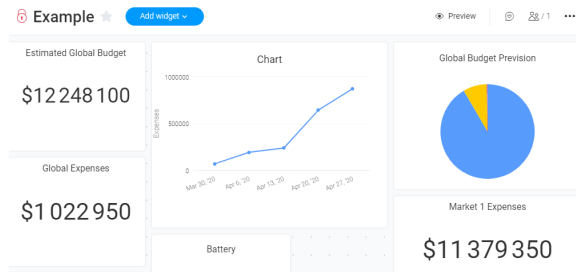 Example
Add widget
Preview
/ 1
Estimated Global Budget
$12 248 100
Global Expenses
$1 022 950
Chart
Expenses
1000000
500000
0
Mar 30, '20
Apr 6, '20
Apr 13, '20
Apr 20, '20
Apr 27, '20
Battery
Global Budget Prevision
Market 1 Expenses
$11 379 350